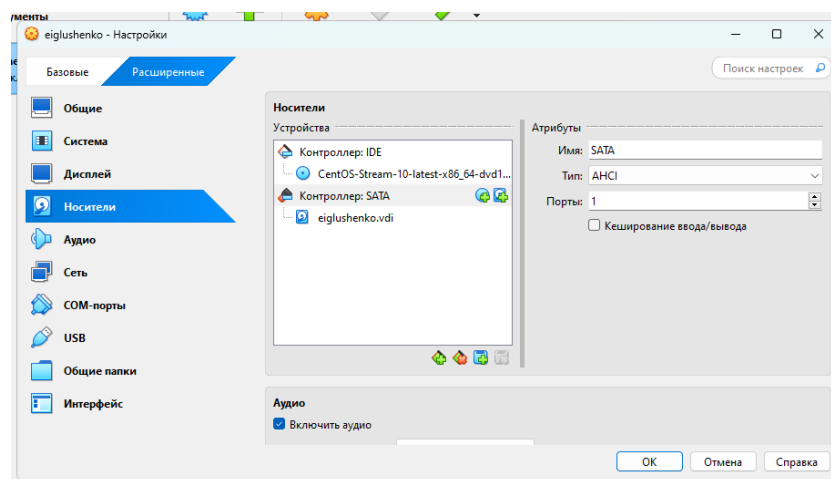 ументы
eiglushenko - Настройки
Базовые
Расширенные
Поиск настроек
Общие
Система
Дисплей
Носители
Аудио
Сеть
COM-порты
USB
Общие папки
Интерфейс
Носители
Устройства
Контроллер: IDE
CentOS-Stream-10-latest-x86_64-dvd1...
Контроллер: SATA
eiglushenko.vdi
Атрибуты
Имя: SATA
Тип: AHCI
Порты: 1
Кеширование ввода/вывода
Аудио
Включить аудио
OK
Отмена
Справка